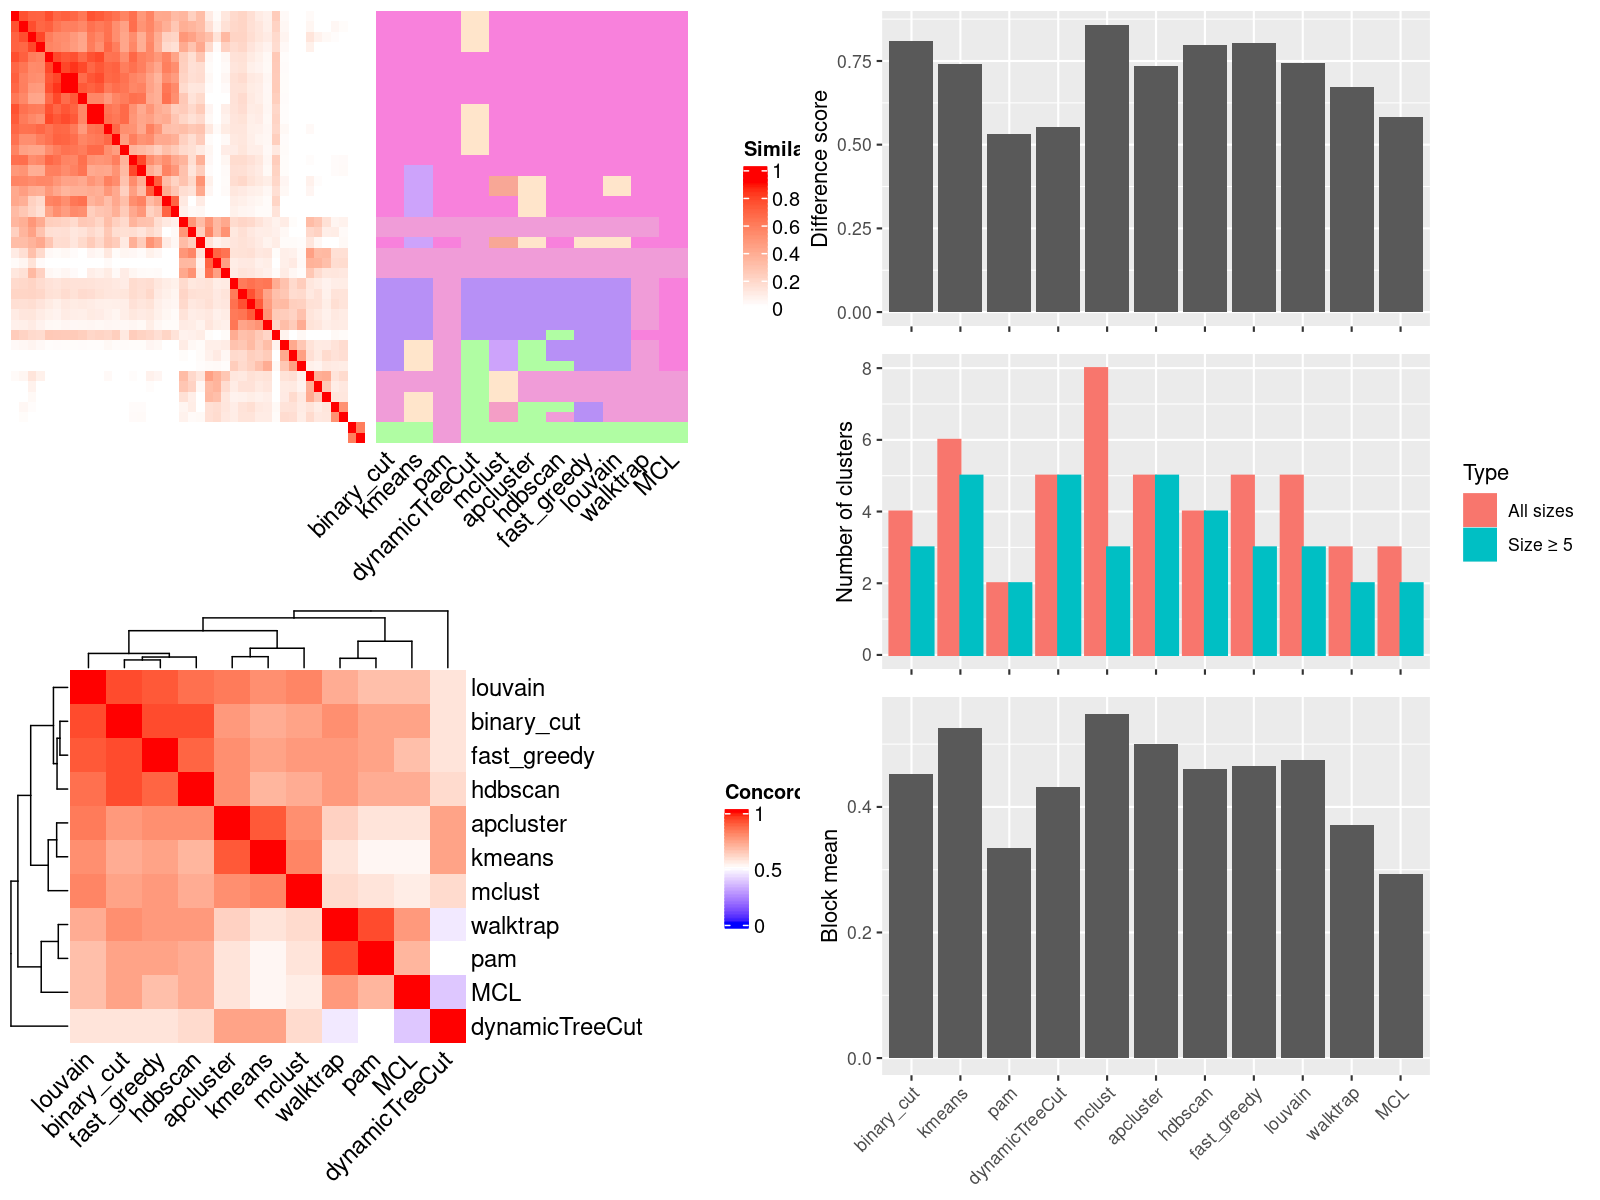 Simila
1
0.8
0.6
0.4
0.2
0
binary_cut
kmeans
pam
dynamicTreeCut
mclust
apcluster
hdbscan
fast_greedy
louvain
walktrap
MCL
louvain
binary_cut
fast_greedy
hdbscan
apcluster
kmeans
mclust
walktrap
pam
MCL
dynamicTreeCut
louvain
binary_cut
fast_greedy
hdbscan
apcluster
kmeans
mclust
walktrap
pam
MCL
dynamicTreeCut
Concord
1
0.5
0
Difference score
0.75
0.50
0.25
0.00
Number of clusters
8
6
4
2
0
Type
All sizes
Size ≥ 5
Block mean
0.4
0.2
0.0
binary_cut
kmeans
pam
dynamicTreeCut
mclust
apcluster
hdbscan
fast_greedy
louvain
walktrap
MCL